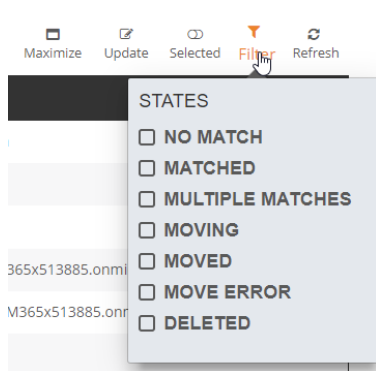 Maximize Update Selected Filter Refresh
STATES
NO MATCH
MATCHED
MULTIPLE MATCHES
MOVING
MOVED
365x513885.onmi
MOVE ERROR
M365x513885.onr
DELETED